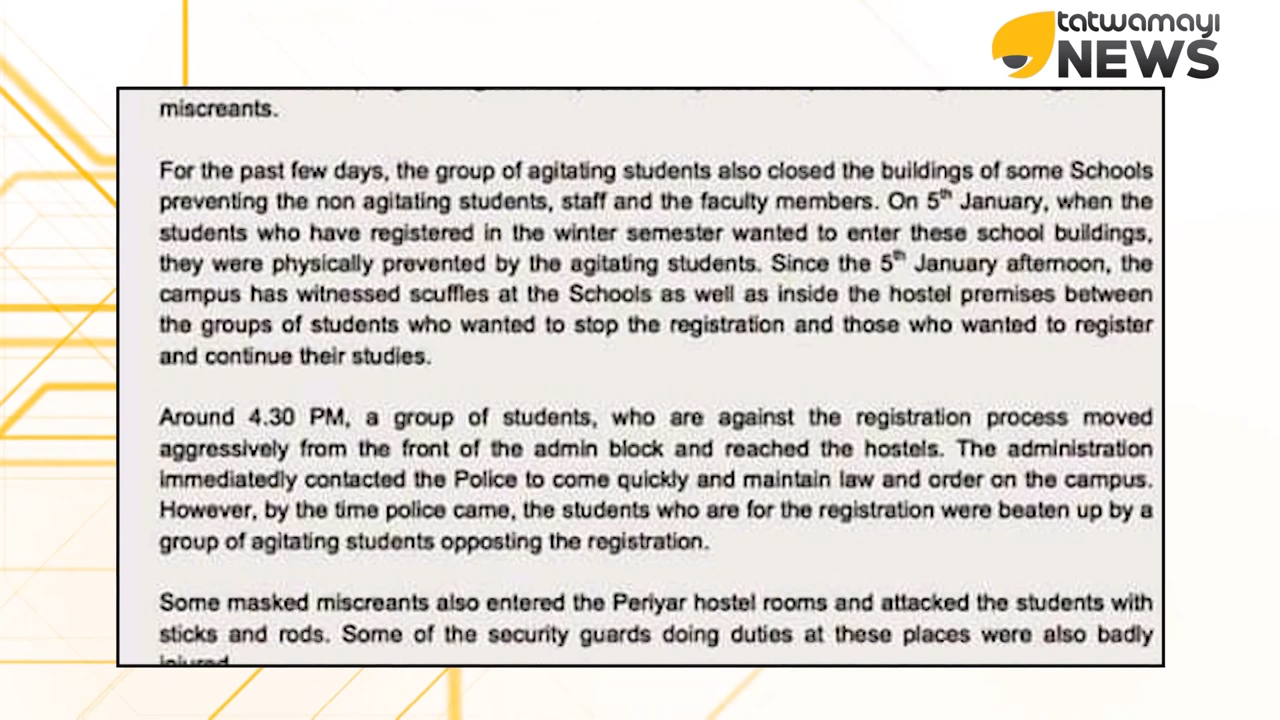 tatwamayi
NEWS
miscreants.
For the past few days, the group of agitating students also closed the buildings of some Schools
preventing the non agitating students, staff and the faculty members. On 5th January, when the
students who have registered in the winter semester wanted to enter these school buildings,
they were physically prevented by the agitating students. Since the 5th January afternoon, the
campus has witnessed scuffles at the Schools as well as inside the hostel premises between
the groups of students who wanted to stop the registration and those who wanted to register
and continue their studies.
Around 4.30 PM, a group of students, who are against the registration process moved
aggressively from the front of the admin block and reached the hostels. The administration
immediatedly contacted the Police to come quickly and maintain law and order on the campus.
However, by the time police came, the students who are for the registration were beaten up by a
group of agitating students opposting the registration.
Some masked miscreants also entered the Periyar hostel rooms and attacked the students with
sticks and rods. Some of the security guards doing duties at these places were also badly
injured